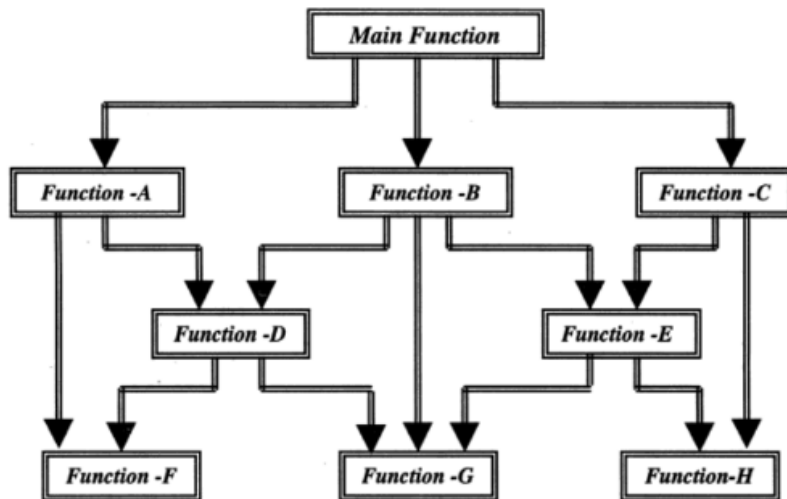 Main Function
Function -A
Function -B
Function -C
Function -D
Function -E
Function -F
Function -G
Function-H